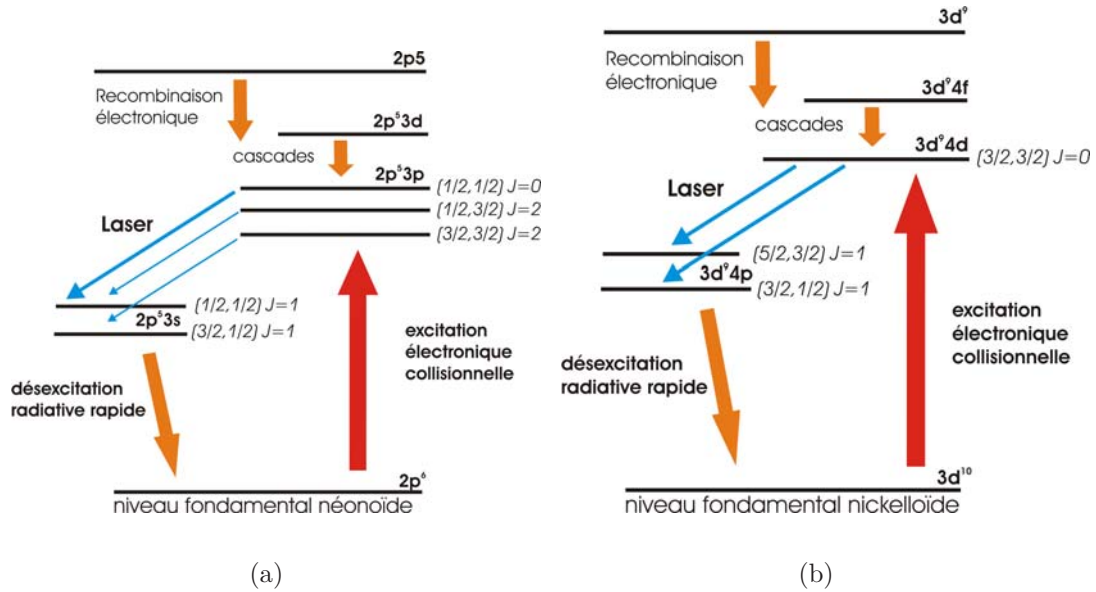 2p5
Recombinaison
électronique
2p⁵3d
cascades
2p⁵3p
(1/2,1/2) J=0
(1/2,3/2) J=2
(3/2,3/2) J=2
Laser
(1/2,1/2) J=1
2p⁵3s
(3/2,1/2) J=1
excitation
électronique
collisionnelle
désexcitation
radiative rapide
2p⁶
niveau fondamental néonoïde
(a)
3d⁹
Recombinaison
électronique
3d⁹4f
cascades
3d⁹4d
(3/2,3/2) J=0
Laser
(5/2,3/2) J=1
3d⁹4p
(3/2,1/2) J=1
excitation
électronique
collisionnelle
désexcitation
radiative rapide
3d¹⁰
niveau fondamental nickelloïde
(b)